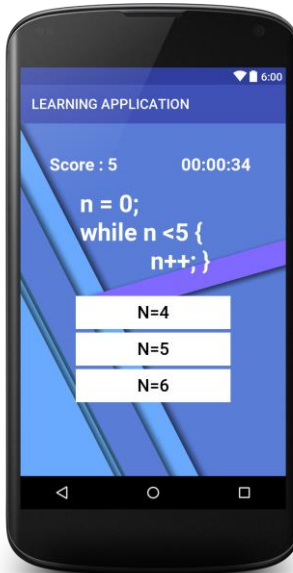 6:00
LEARNING APPLICATION
Score : 5 00:00:34
n = 0;
while n <5 {
n++; }
N=4
N=5
N=6